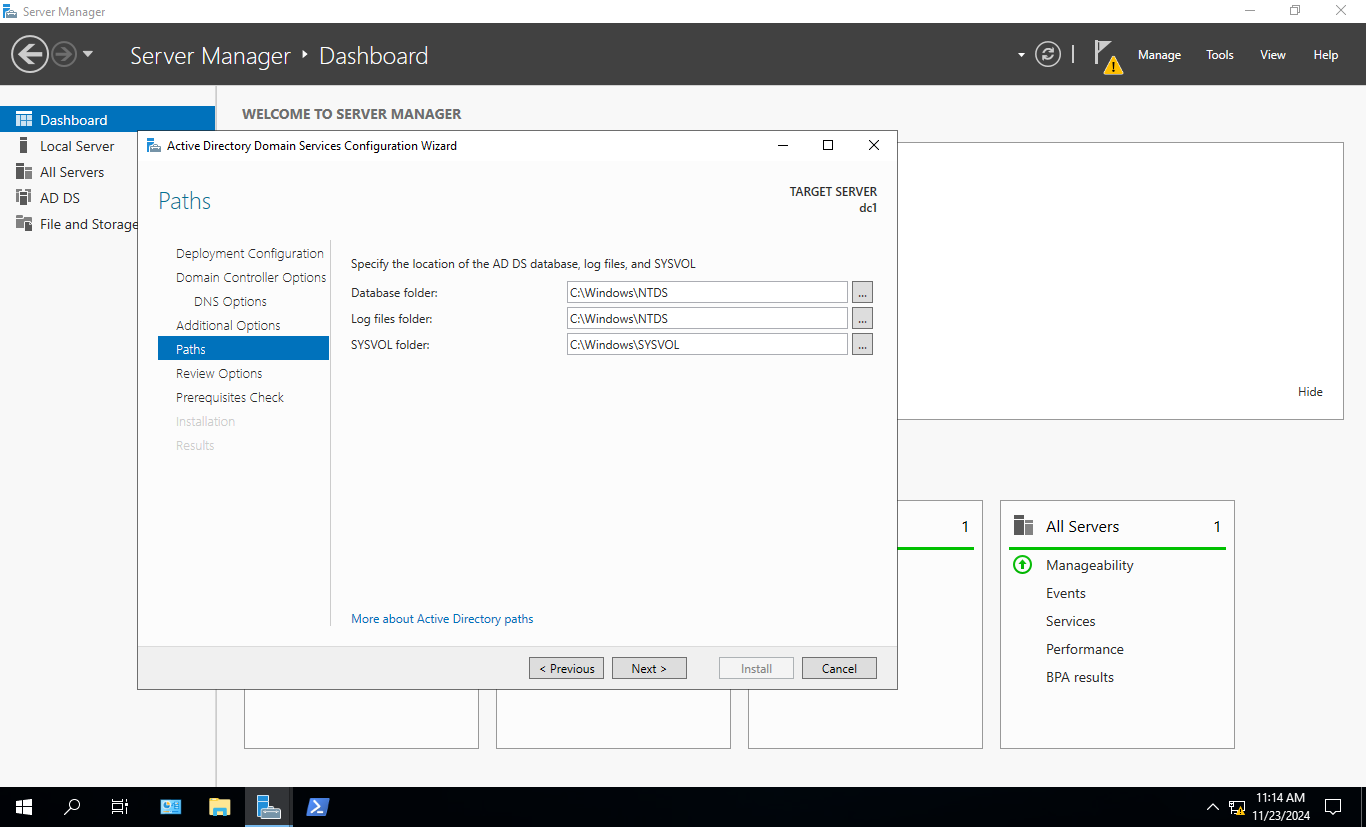 Server Manager
Server Manager ‣ Dashboard
Manage Tools View Help
Dashboard
Local Server
All Servers
AD DS
File and Storage
WELCOME TO SERVER MANAGER
Active Directory Domain Services Configuration Wizard
Paths
TARGET SERVER
dc1
Deployment Configuration
Domain Controller Options
DNS Options
Additional Options
Paths
Review Options
Prerequisites Check
Installation
Results
Specify the location of the AD DS database, log files, and SYSVOL
Database folder: C:\Windows\NTDS ...
Log files folder: C:\Windows\NTDS ...
SYSVOL folder: C:\Windows\SYSVOL ...
More about Active Directory paths
< Previous Next > Install Cancel
Hide
1
All Servers 1
Manageability
Events
Services
Performance
BPA results
11:14 AM
11/23/2024